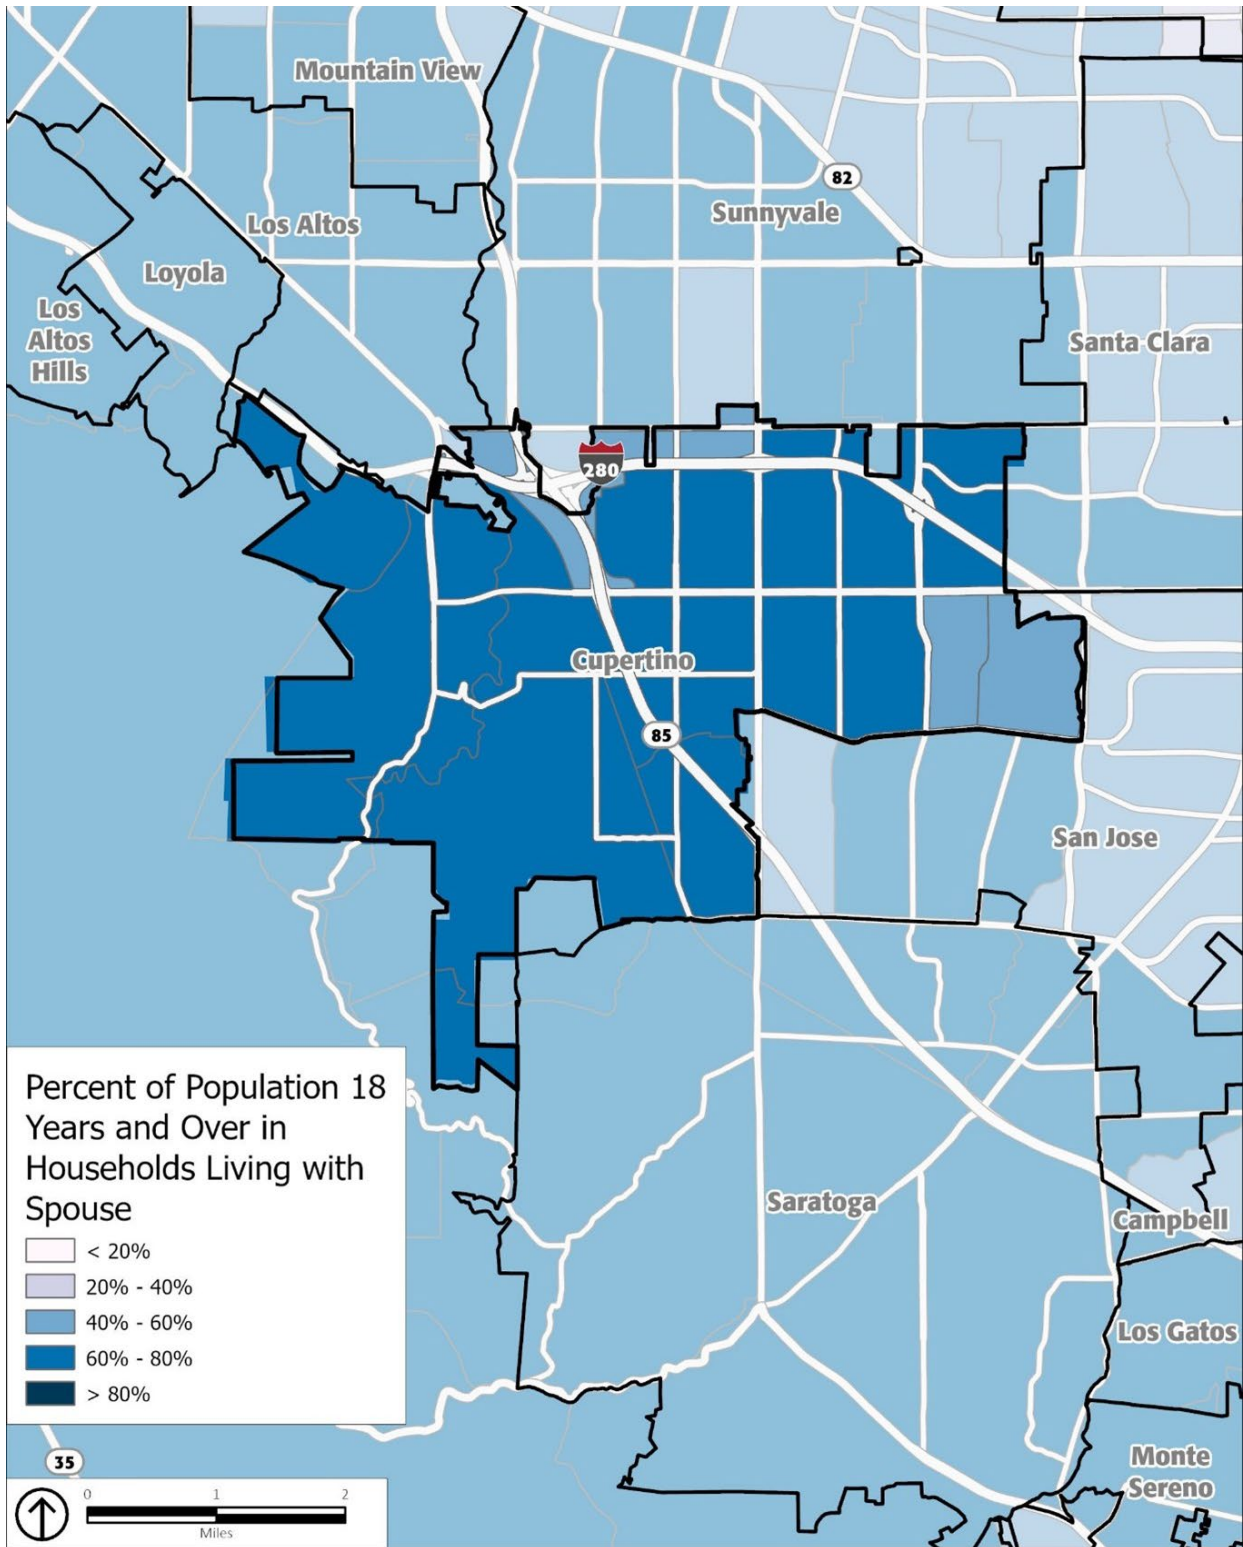 Mountain View
82
Sunnyvale
Los Altos
Loyola
Los
Altos
Hills
Santa Clara
280
Cupertino
85
San Jose
Percent of Population 18
Years and Over in
Households Living with
Spouse
< 20%
20% - 40%
40% - 60%
60% - 80%
> 80%
Saratoga
Campbell
Los Gatos
Monte
Sereno
35
0 1 2
Miles